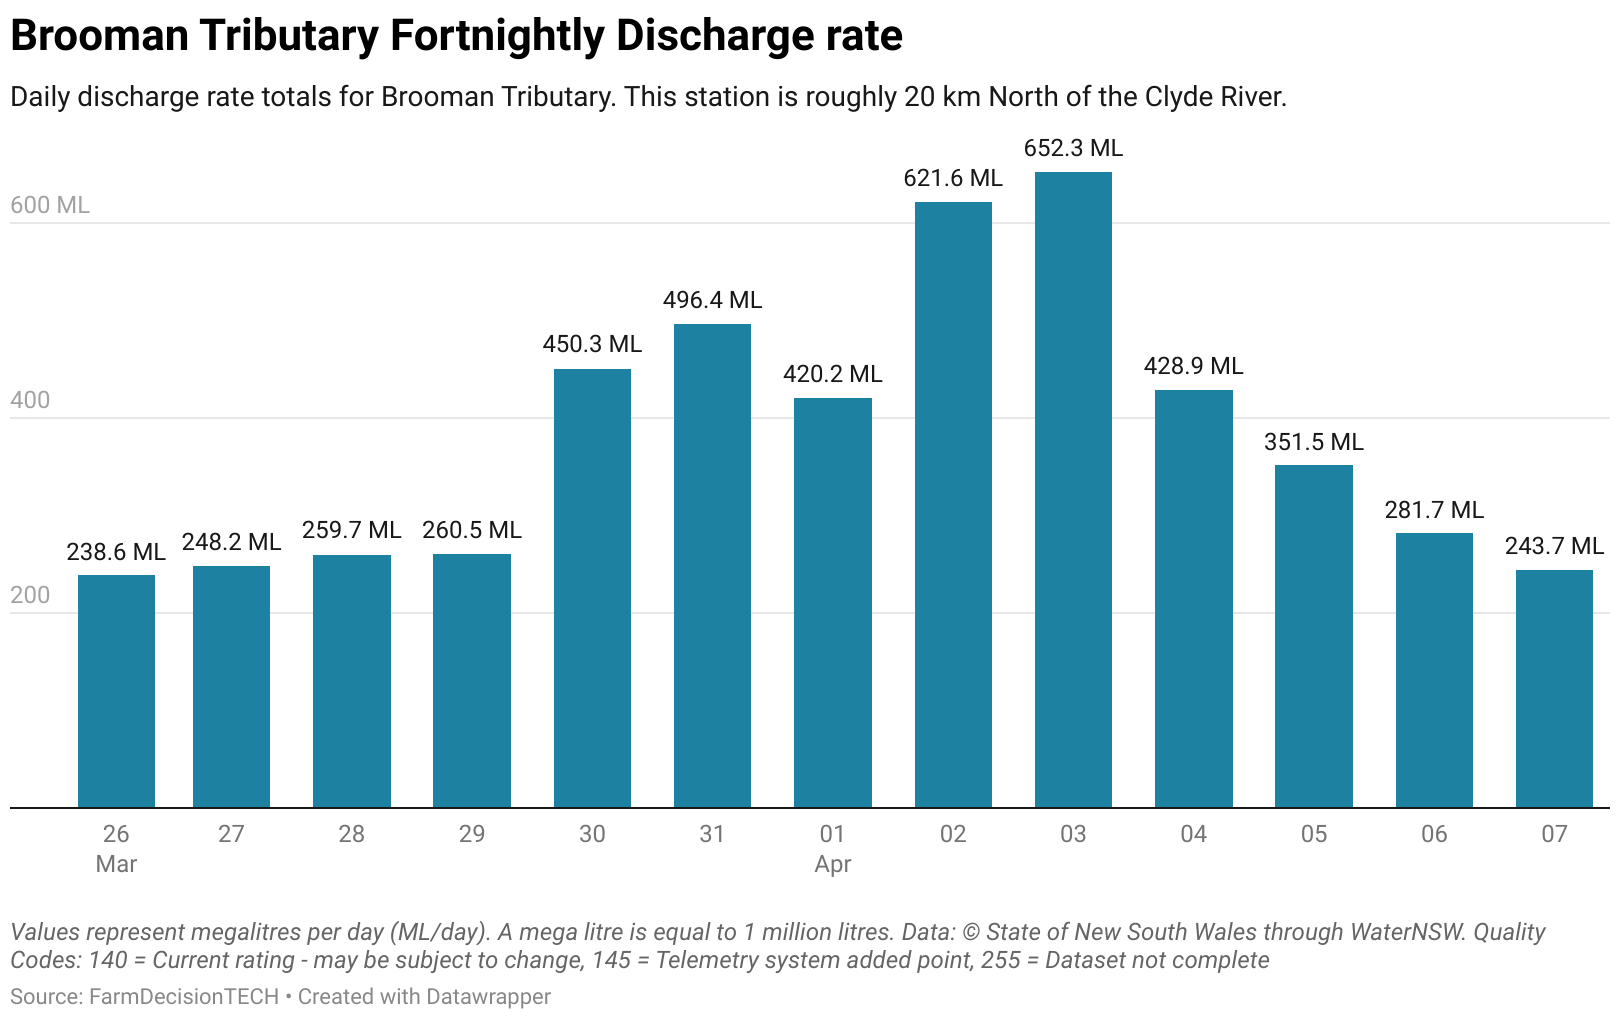 Brooman Tributary Fortnightly Discharge rate
Daily discharge rate totals for Brooman Tributary. This station is roughly 20 km North of the Clyde River.
652.3 ML
621.6 ML
600 ML
496.4 ML
450.3 ML
428.9 ML
420.2 ML
400
351.5 ML
281.7 ML
259.7 ML 260.5 ML
248.2 ML
243.7 ML
238.6 ML
200
26 27 28 29 30 31 01 02 03 04 05 06 07
Mar Apr
Values represent megalitres per day (ML/day). A mega litre is equal to 1 million litres. Data: © State of New South Wales through WaterNSW. Quality
Codes: 140 = Current rating - may be subject to change, 145 = Telemetry system added point, 255 = Dataset not complete
Source: FarmDecisionTECH • Created with Datawrapper